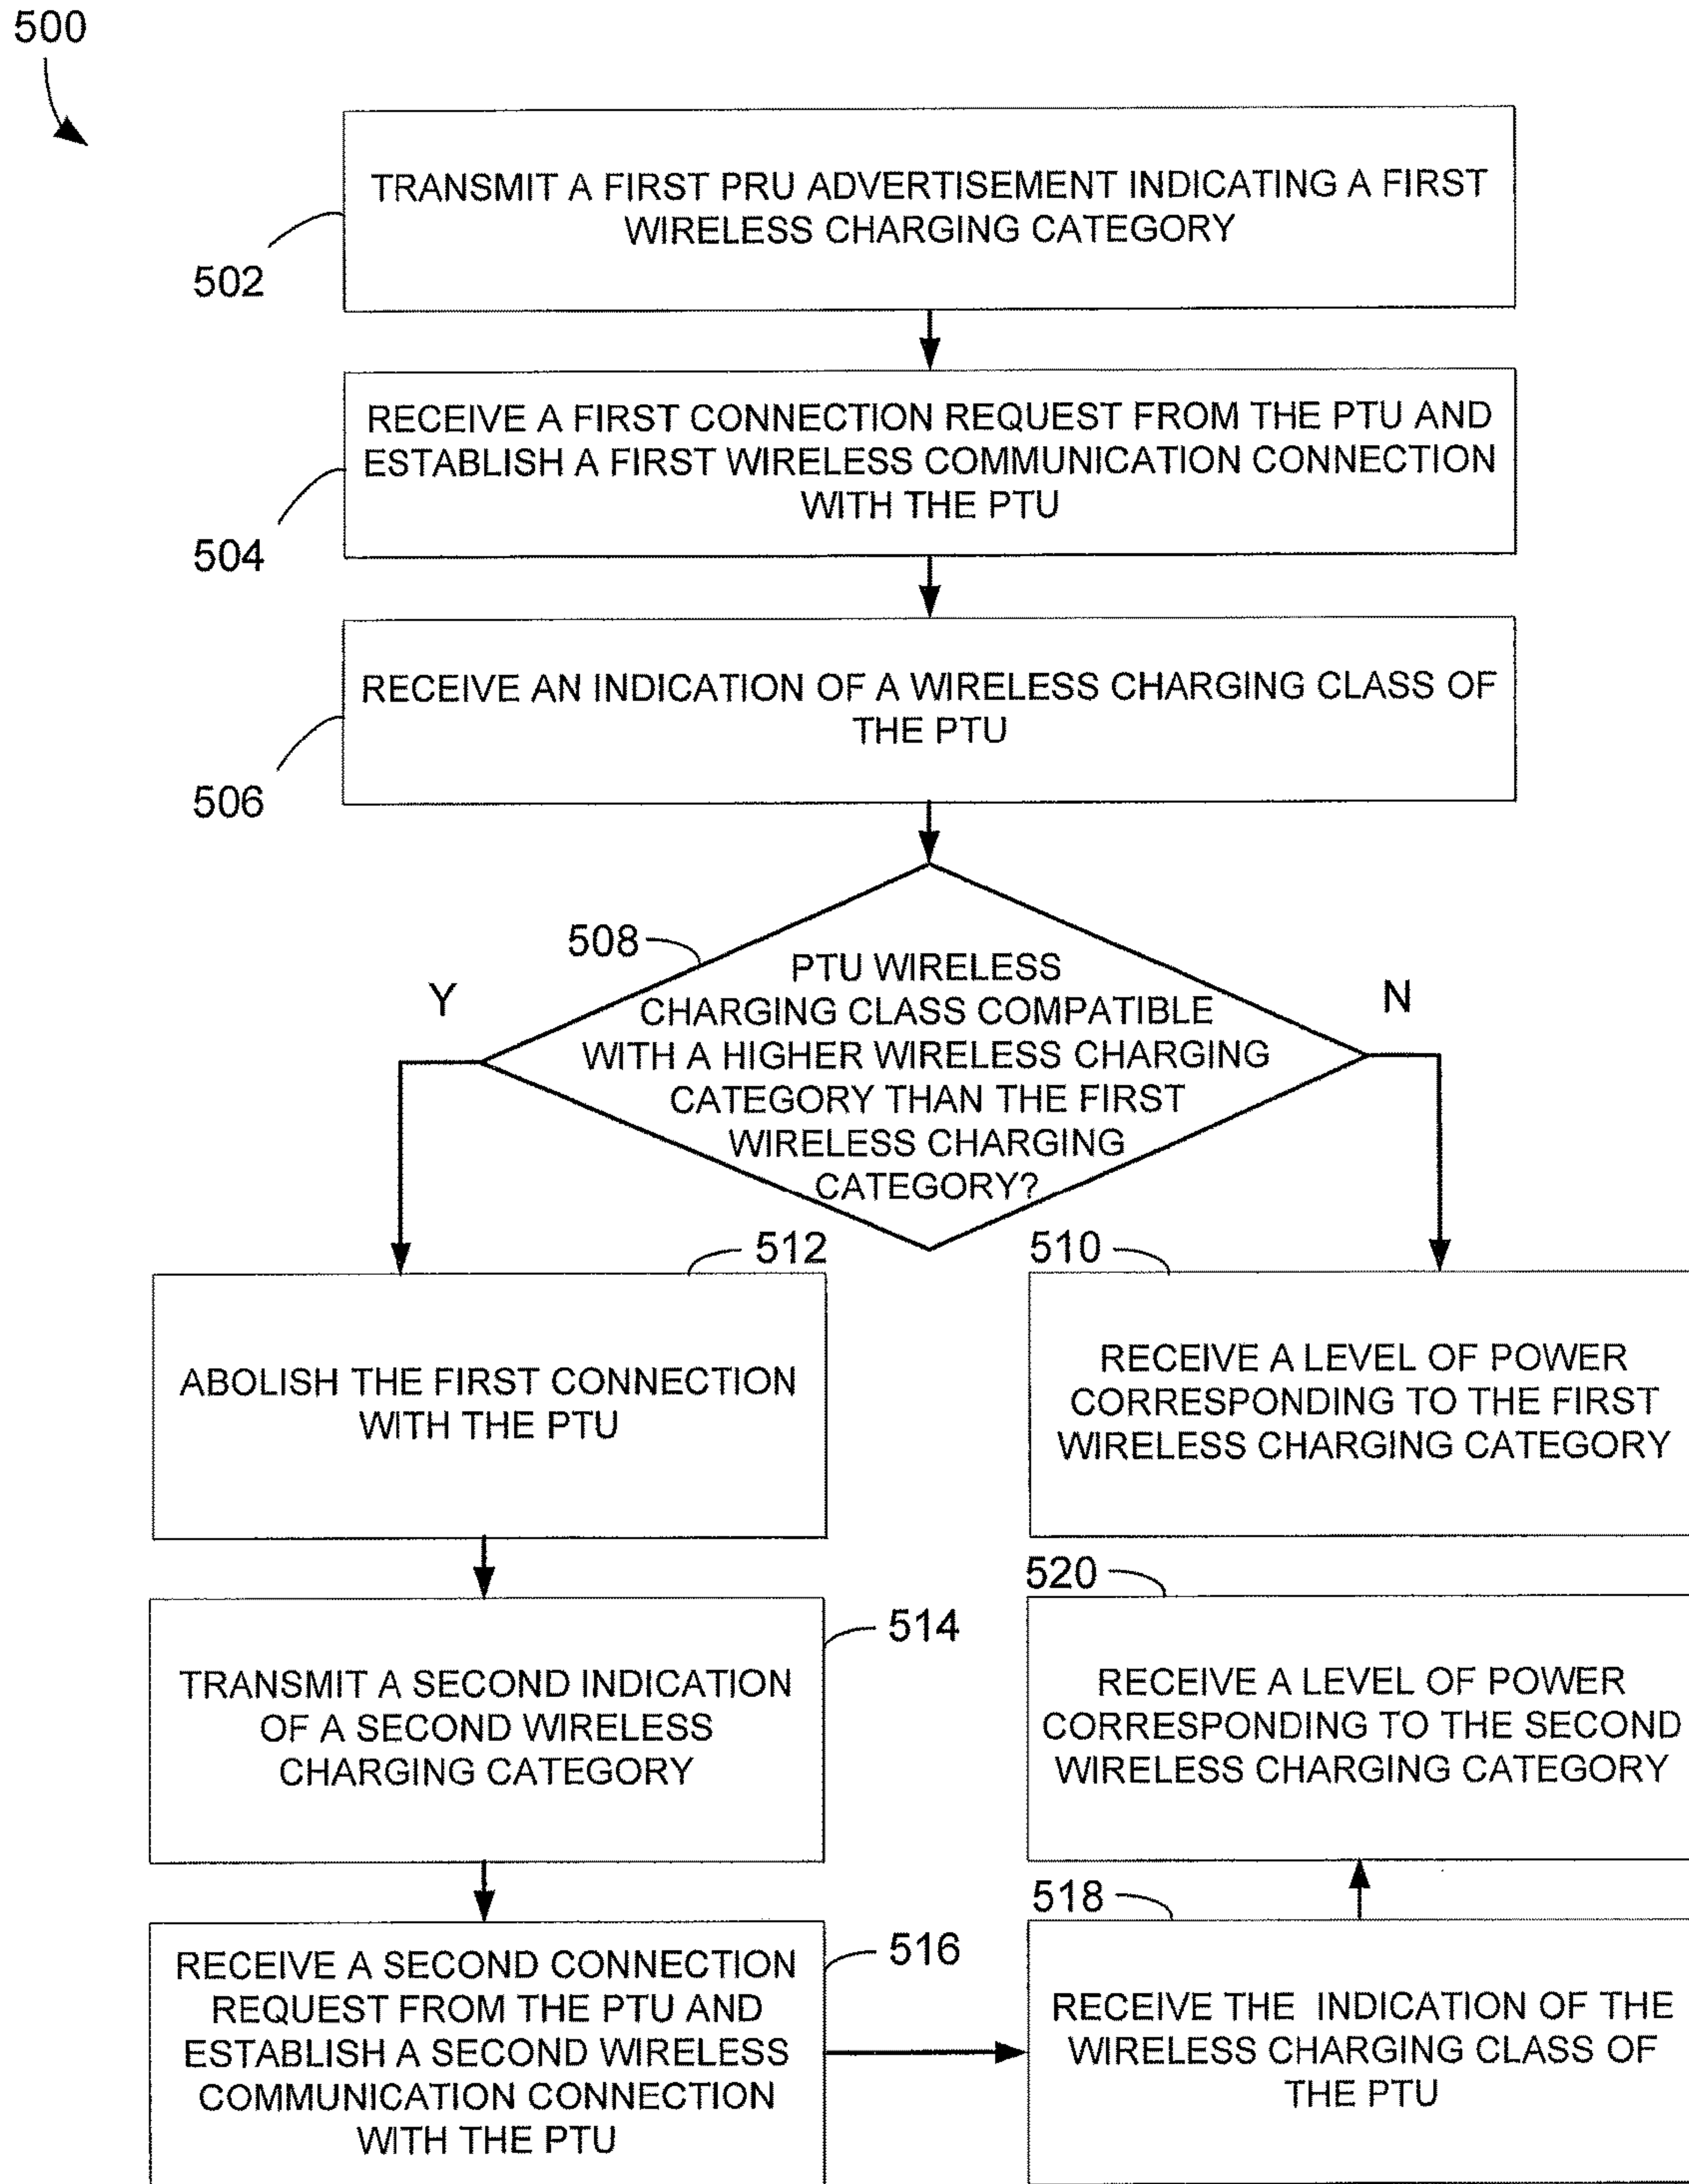 500
TRANSMIT A FIRST PRU ADVERTISEMENT INDICATING A FIRST
WIRELESS CHARGING CATEGORY
502
RECEIVE A FIRST CONNECTION REQUEST FROM THE PTU AND
ESTABLISH A FIRST WIRELESS COMMUNICATION CONNECTION
WITH THE PTU
504
RECEIVE AN INDICATION OF A WIRELESS CHARGING CLASS OF
THE PTU
506
508
PTU WIRELESS
CHARGING CLASS COMPATIBLE
WITH A HIGHER WIRELESS CHARGING
CATEGORY THAN THE FIRST
WIRELESS CHARGING
CATEGORY?
Y
N
512
ABOLISH THE FIRST CONNECTION
WITH THE PTU
510
RECEIVE A LEVEL OF POWER
CORRESPONDING TO THE FIRST
WIRELESS CHARGING CATEGORY
514
TRANSMIT A SECOND INDICATION
OF A SECOND WIRELESS
CHARGING CATEGORY
520
RECEIVE A LEVEL OF POWER
CORRESPONDING TO THE SECOND
WIRELESS CHARGING CATEGORY
516
RECEIVE A SECOND CONNECTION
REQUEST FROM THE PTU AND
ESTABLISH A SECOND WIRELESS
COMMUNICATION CONNECTION
WITH THE PTU
518
RECEIVE THE INDICATION OF THE
WIRELESS CHARGING CLASS OF
THE PTU